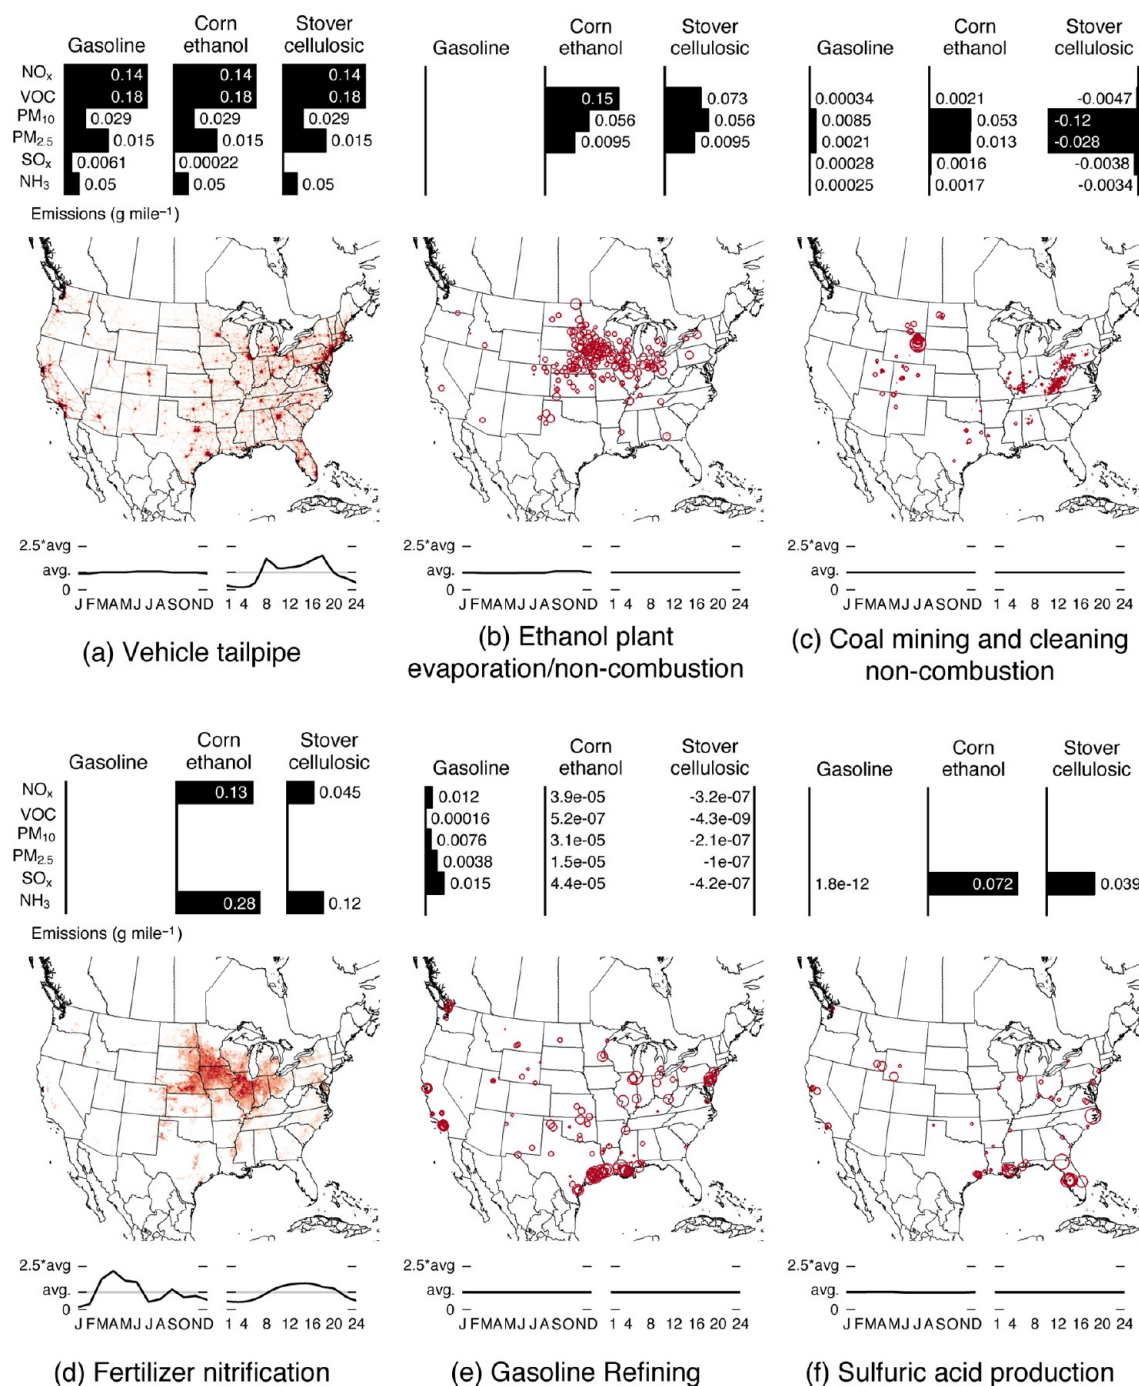 Gasoline Corn ethanol Stover cellulosic
NOx 0.14 0.14 0.14
VOC 0.18 0.18 0.18
PM10 0.029 0.029 0.029
PM2.5 0.015 0.015 0.015
SOx 0.0061 0.00022
NH3 0.05 0.05 0.05
Emissions (g mile−1)
2.5*avg
avg.
0
J FMAMJ J ASOND 1 4 8 12 16 20 24
(a) Vehicle tailpipe
Gasoline Corn ethanol Stover cellulosic
0.15 0.073
0.056 0.056
0.0095 0.0095
2.5*avg
avg.
0
J FMAMJ J ASOND 1 4 8 12 16 20 24
(b) Ethanol plant
evaporation/non-combustion
Gasoline Corn ethanol Stover cellulosic
0.00034 0.0021 -0.0047
0.0085 0.053 -0.12
0.0021 0.013 -0.028
0.00028 0.0016 -0.0038
0.00025 0.0017 -0.0034
2.5*avg
avg.
0
J FMAMJ J ASOND 1 4 8 12 16 20 24
(c) Coal mining and cleaning
non-combustion
Gasoline Corn ethanol Stover cellulosic
NOx 0.13 0.045
VOC
PM10
PM2.5
SOx
NH3 0.28 0.12
Emissions (g mile−1)
2.5*avg
avg.
0
J FMAMJ J ASOND 1 4 8 12 16 20 24
(d) Fertilizer nitrification
Gasoline Corn ethanol Stover cellulosic
0.012 3.9e-05 -3.2e-07
0.00016 5.2e-07 -4.3e-09
0.0076 3.1e-05 -2.1e-07
0.0038 1.5e-05 -1e-07
0.015 4.4e-05 -4.2e-07
2.5*avg
avg.
0
J FMAMJ J ASOND 1 4 8 12 16 20 24
(e) Gasoline Refining
Gasoline Corn ethanol Stover cellulosic
1.8e-12 0.072 0.039
2.5*avg
avg.
0
J FMAMJ J ASOND 1 4 8 12 16 20 24
(f) Sulfuric acid production